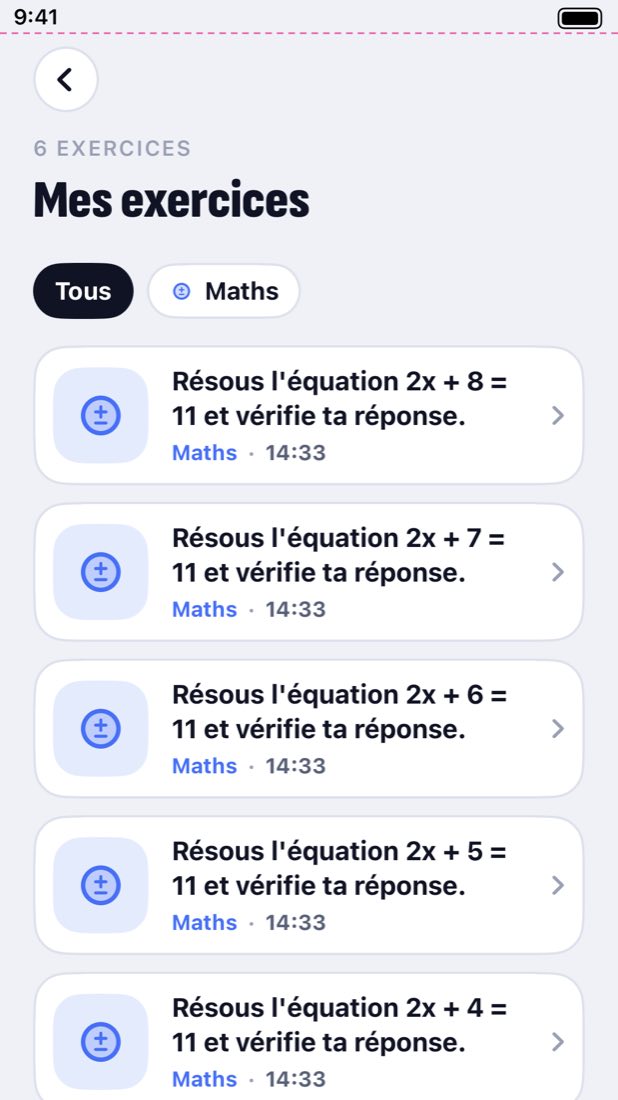 9:41
6 EXERCICES
Mes exercices
Tous
Maths
Résous l'équation 2x + 8 =
11 et vérifie ta réponse.
Maths · 14:33
Résous l'équation 2x + 7 =
11 et vérifie ta réponse.
Maths · 14:33
Résous l'équation 2x + 6 =
11 et vérifie ta réponse.
Maths · 14:33
Résous l'équation 2x + 5 =
11 et vérifie ta réponse.
Maths · 14:33
Résous l'équation 2x + 4 =
11 et vérifie ta réponse.
Maths · 14:33